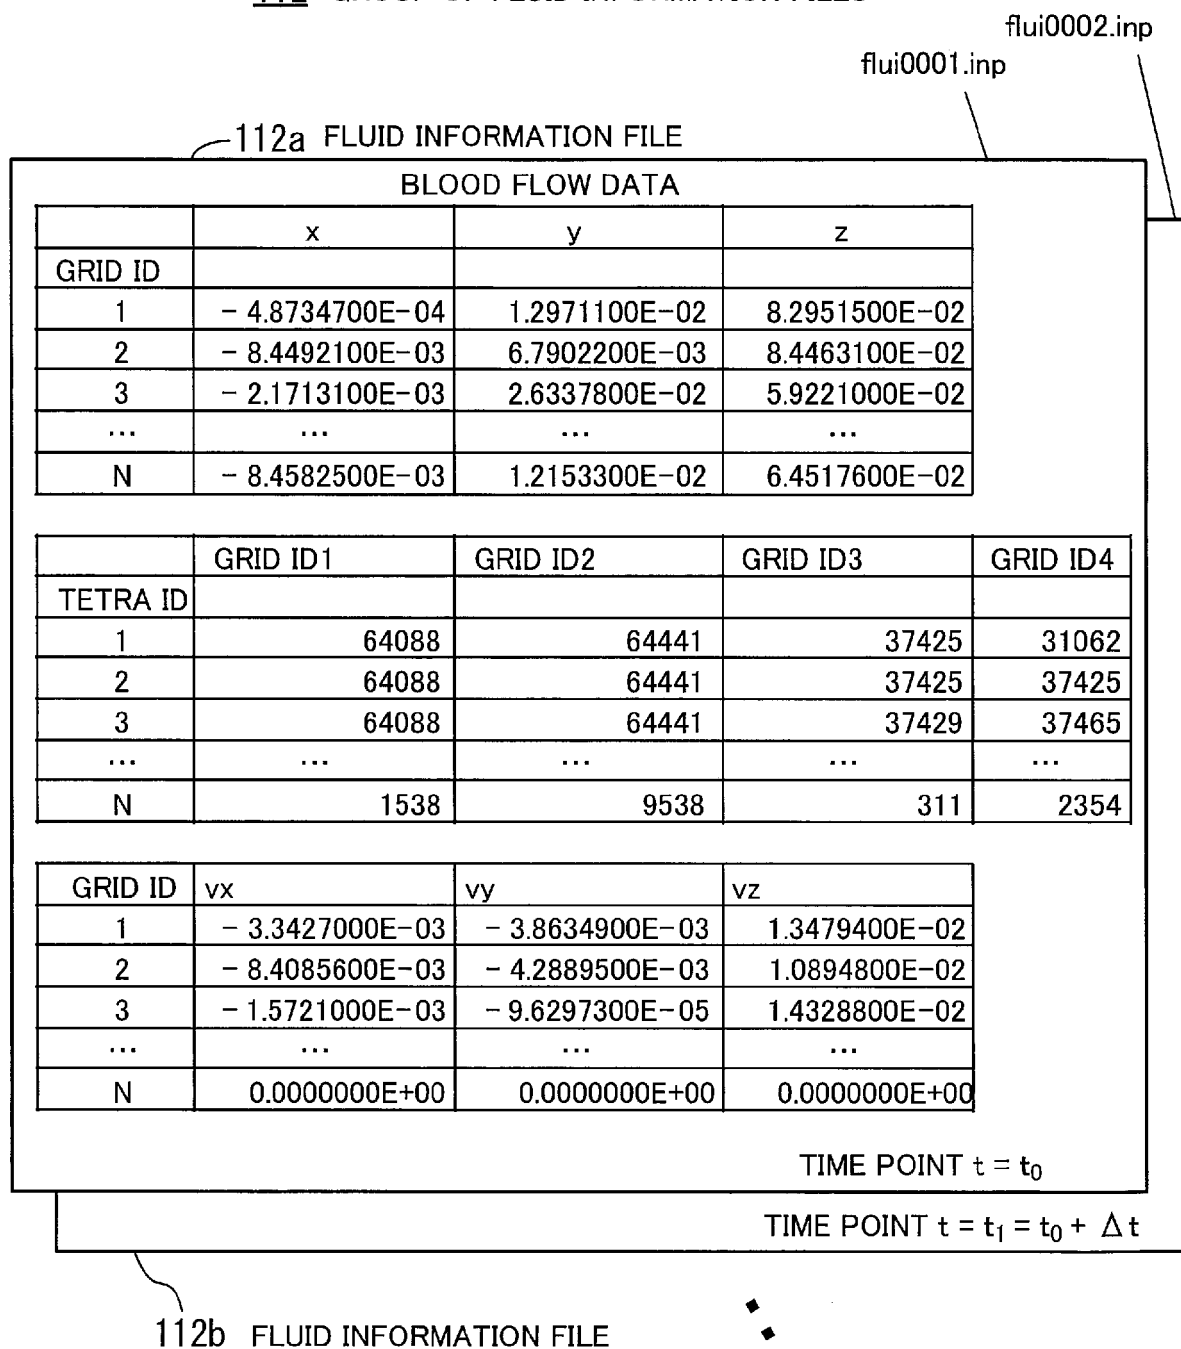 112 GROUP OF FLUID INFORMATION FILES
flui0002.inp
flui0001.inp
112a FLUID INFORMATION FILE
BLOOD FLOW DATA
x y z
GRID ID
1 − 4.8734700E−04 1.2971100E−02 8.2951500E−02
2 − 8.4492100E−03 6.7902200E−03 8.4463100E−02
3 − 2.1713100E−03 2.6337800E−02 5.9221000E−02
... ... ... ...
N − 8.4582500E−03 1.2153300E−02 6.4517600E−02
GRID ID1 GRID ID2 GRID ID3 GRID ID4
TETRA ID
1 64088 64441 37425 31062
2 64088 64441 37425 37425
3 64088 64441 37429 37465
... ... ... ... ...
N 1538 9538 311 2354
GRID ID vx vy vz
1 − 3.3427000E−03 − 3.8634900E−03 1.3479400E−02
2 − 8.4085600E−03 − 4.2889500E−03 1.0894800E−02
3 − 1.5721000E−03 − 9.6297300E−05 1.4328800E−02
... ... ... ...
N 0.0000000E+00 0.0000000E+00 0.0000000E+00
TIME POINT t = t0
TIME POINT t = t1 = t0 + Δt
112b FLUID INFORMATION FILE